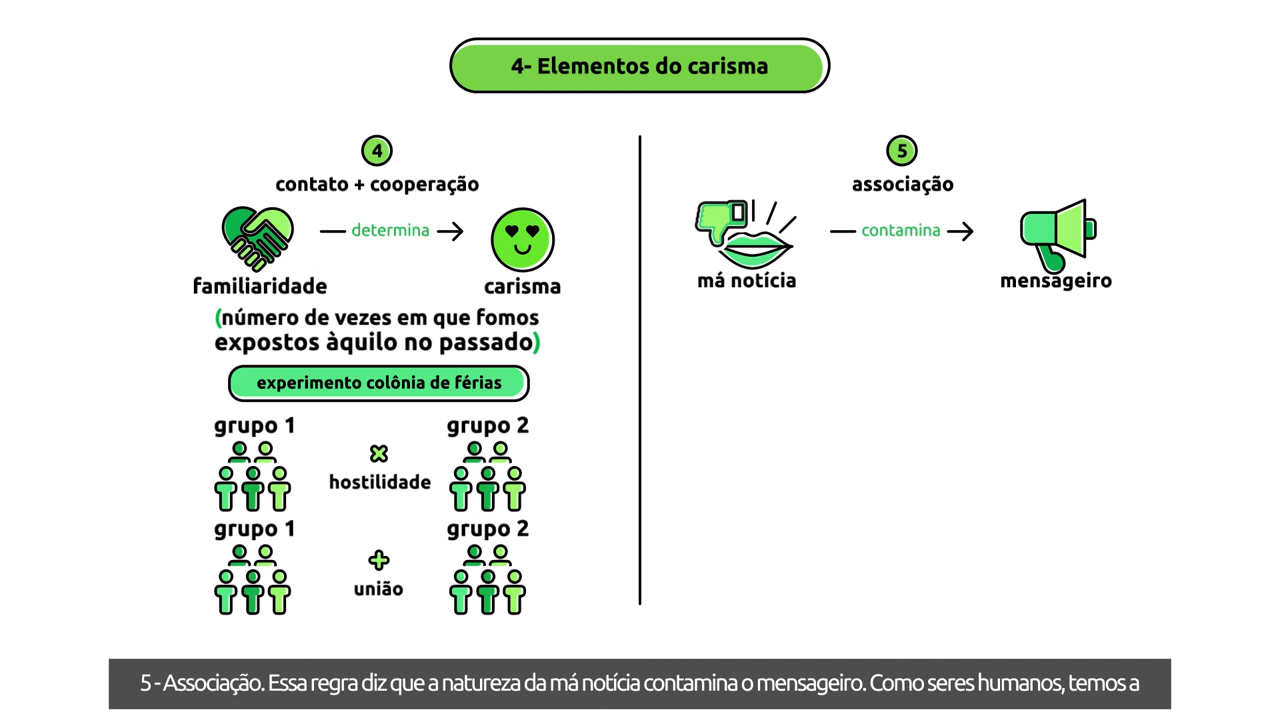 4- Elementos do carisma
4
contato + cooperação
determina
familiaridade
carisma
(número de vezes em que fomos
expostos àquilo no passado)
experimento colônia de férias
grupo 1
grupo 2
hostilidade
grupo 1
grupo 2
união
5
associação
contamina
má notícia
mensageiro
5 - Associação. Essa regra diz que a natureza da má notícia contamina o mensageiro. Como seres humanos, temos a